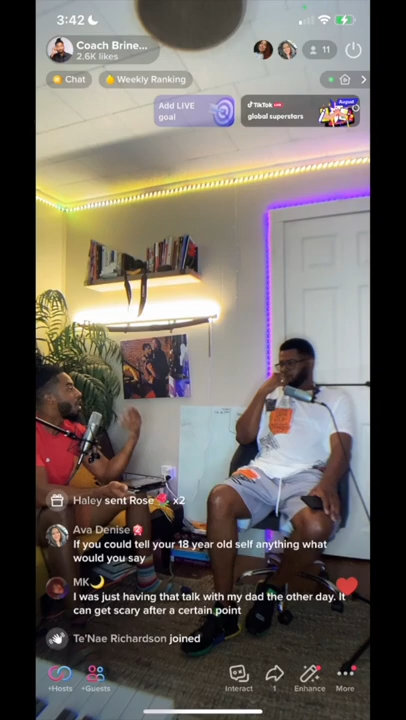 3:42
Coach Brine...
2.6K likes
11
Chat
Weekly Ranking
Add LIVE
goal
TikTok LIVE
global superstars
August
Haley sent Rose x2
Ava Denise
If you could tell your 18 year old self anything what
would you say
MK
I was just having that talk with my dad the other day. It
can get scary after a certain point
Te'Nae Richardson joined
+Hosts
+Guests
Interact
1
Enhance
More